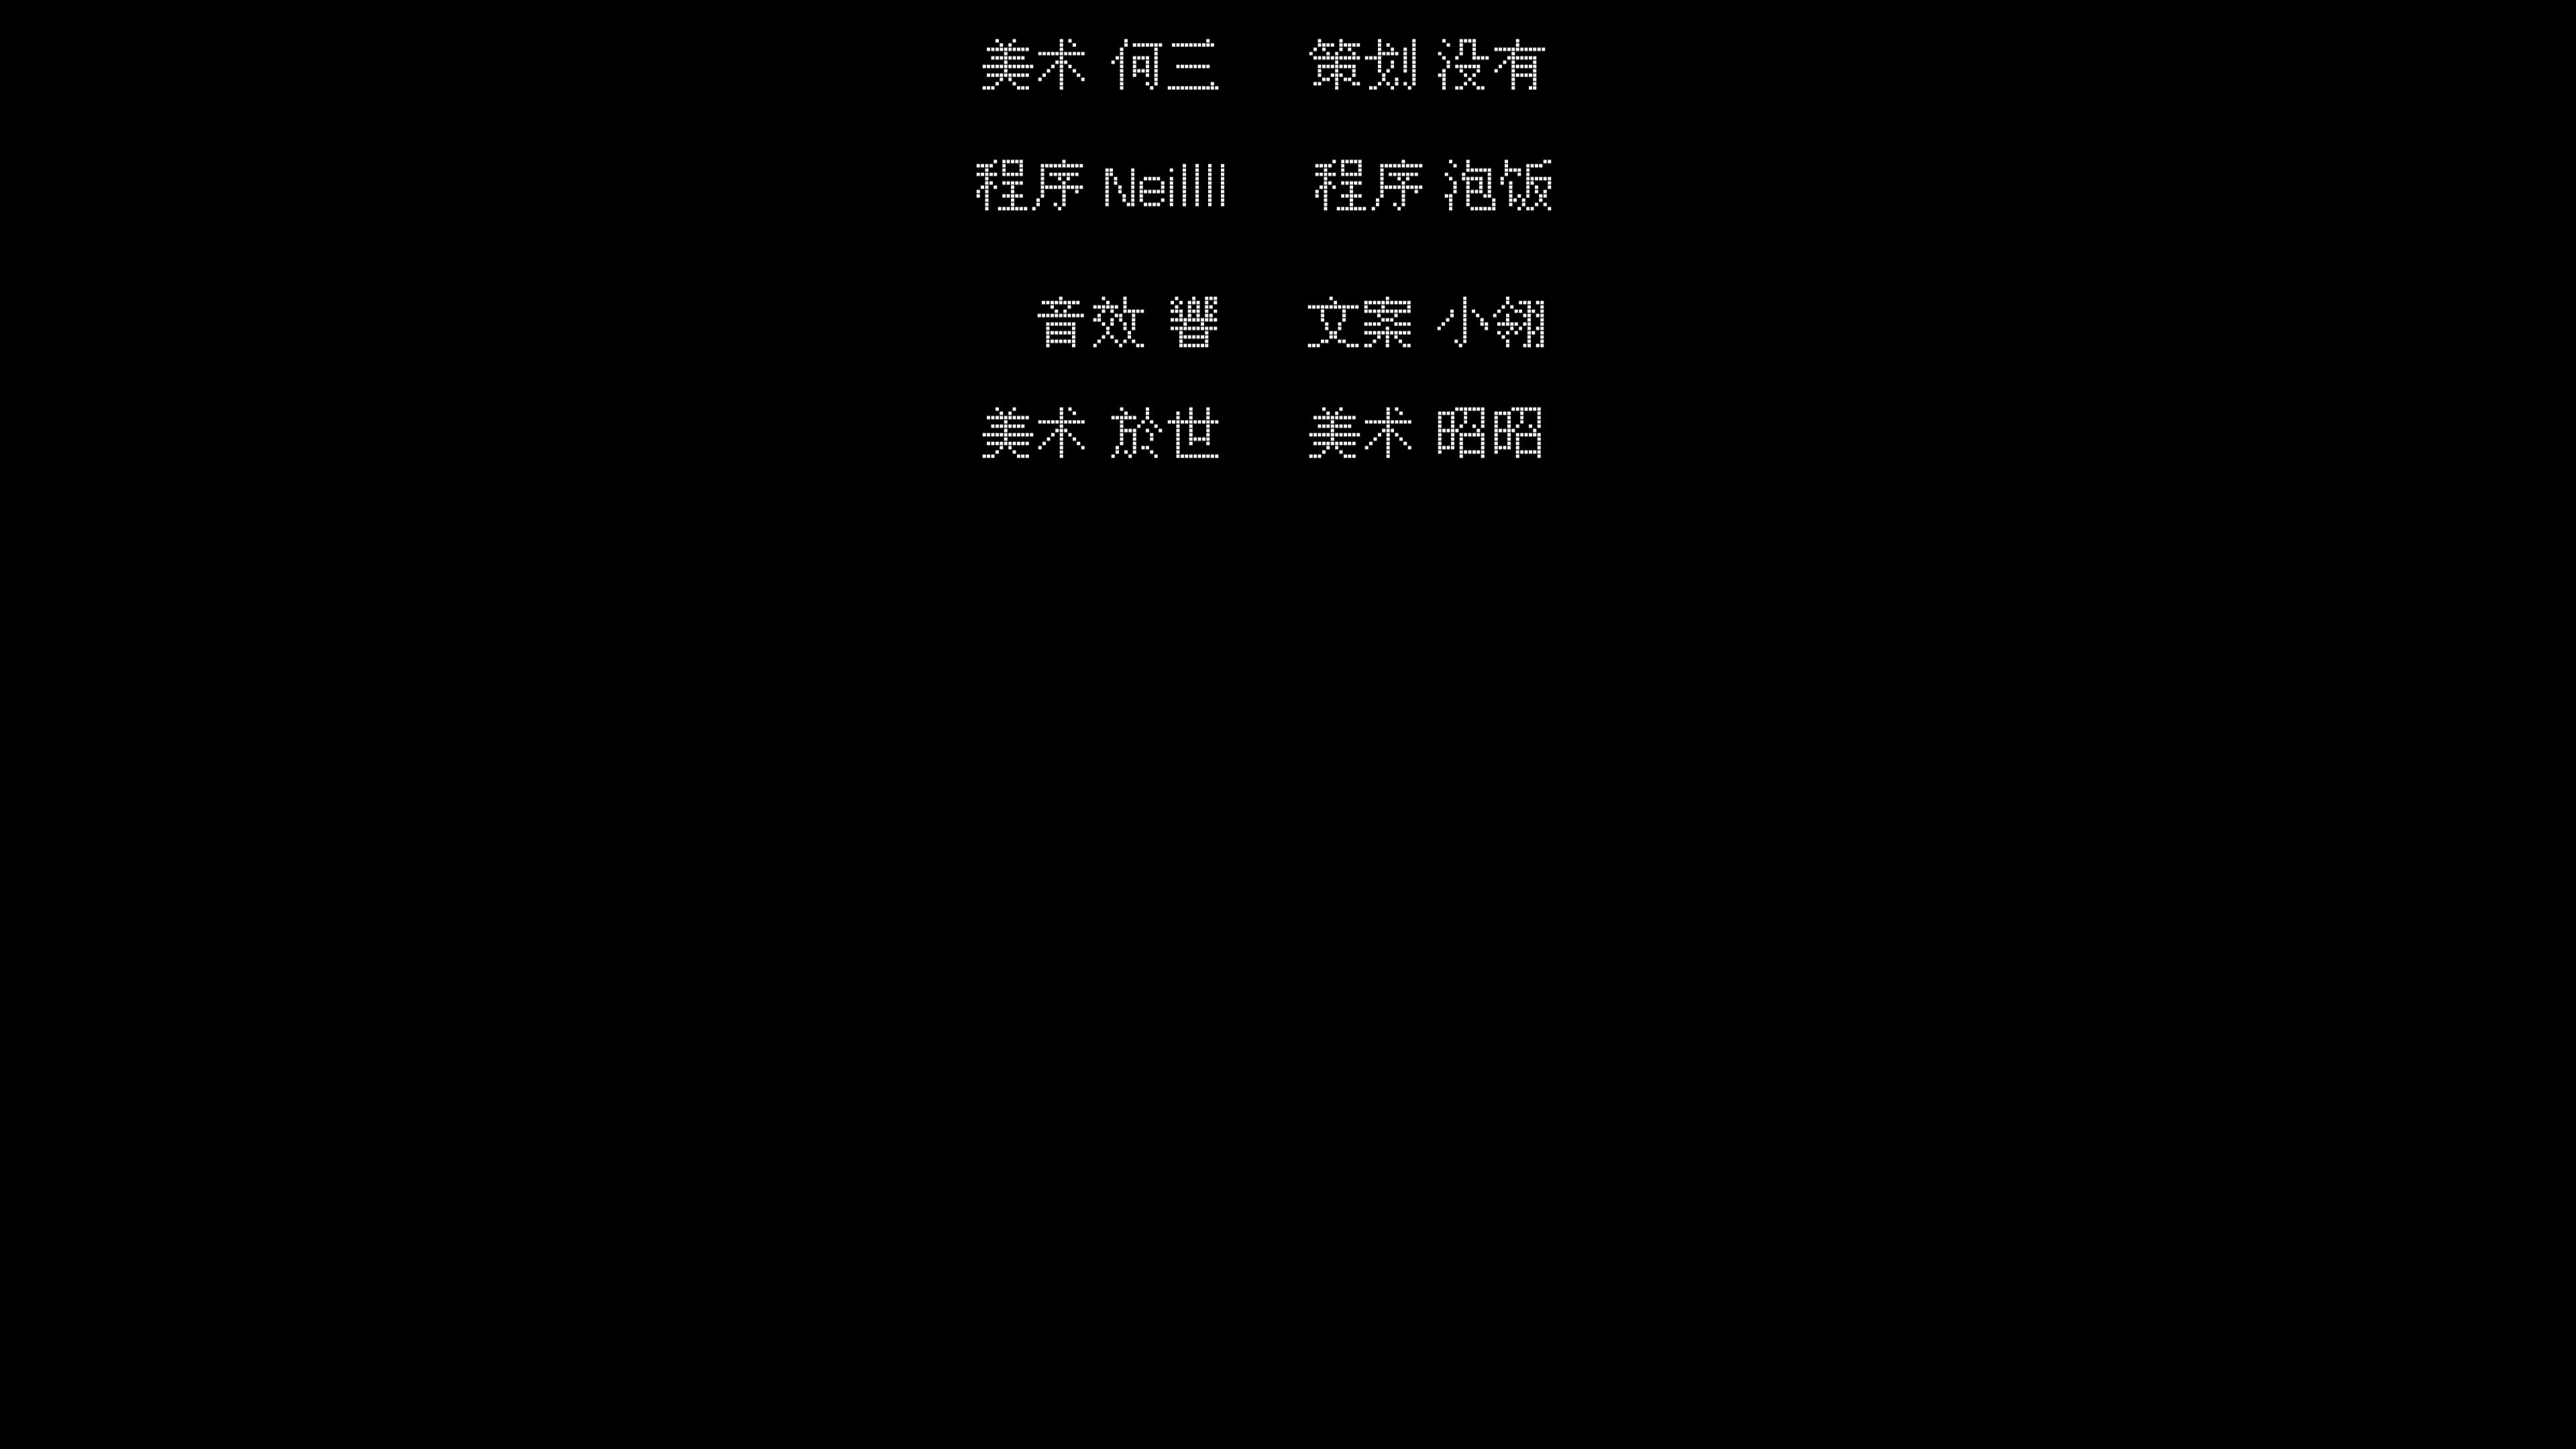 美术 何三 策划 没有
程序 Neillll 程序 泡饭
音效 響 文案 小翎
美术 於世 美术 昭昭